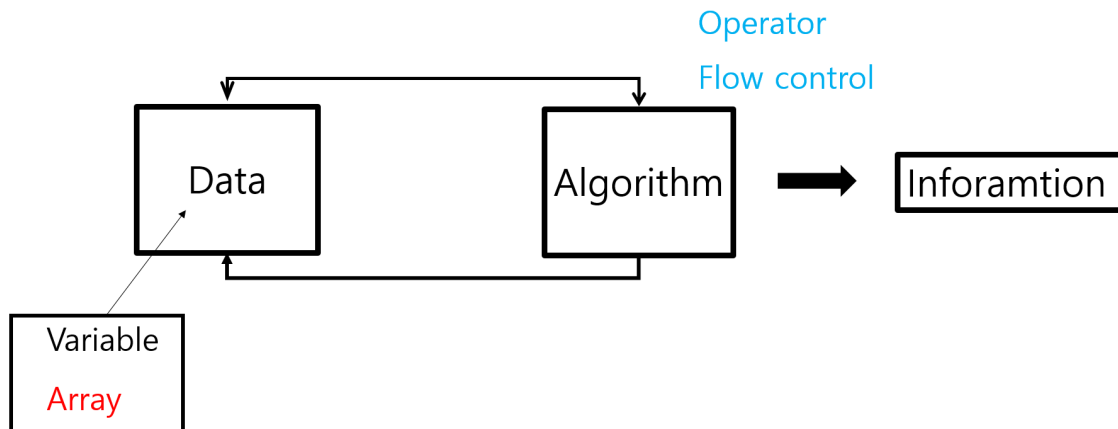 Operator
Flow control
Data
Algorithm
Inforamtion
Variable
Array